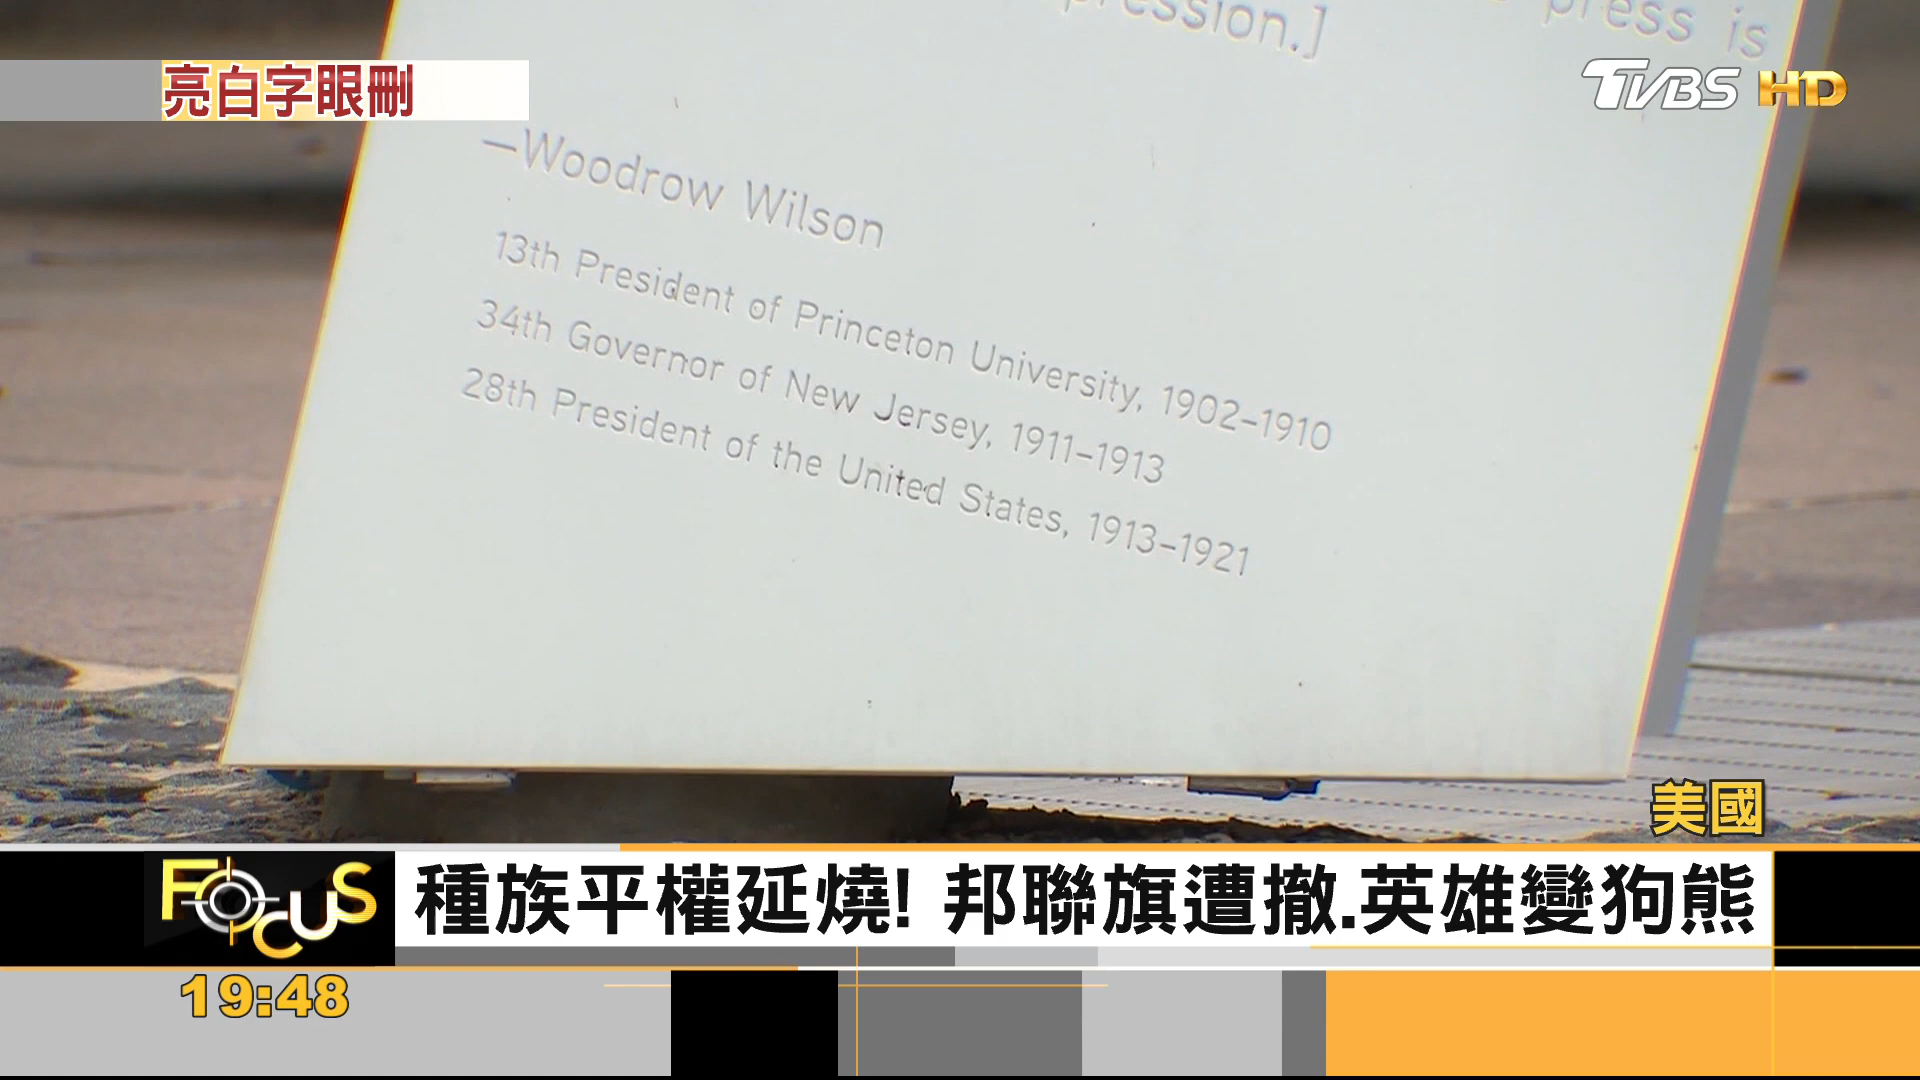 ression.]
press is
亮白字眼刪
TVBS HD
—Woodrow Wilson
13th President of Princeton University, 1902–1910
34th Governor of New Jersey, 1911–1913
28th President of the United States, 1913–1921
美國
FOCUS
種族平權延燒! 邦聯旗遭撤.英雄變狗熊
19:48